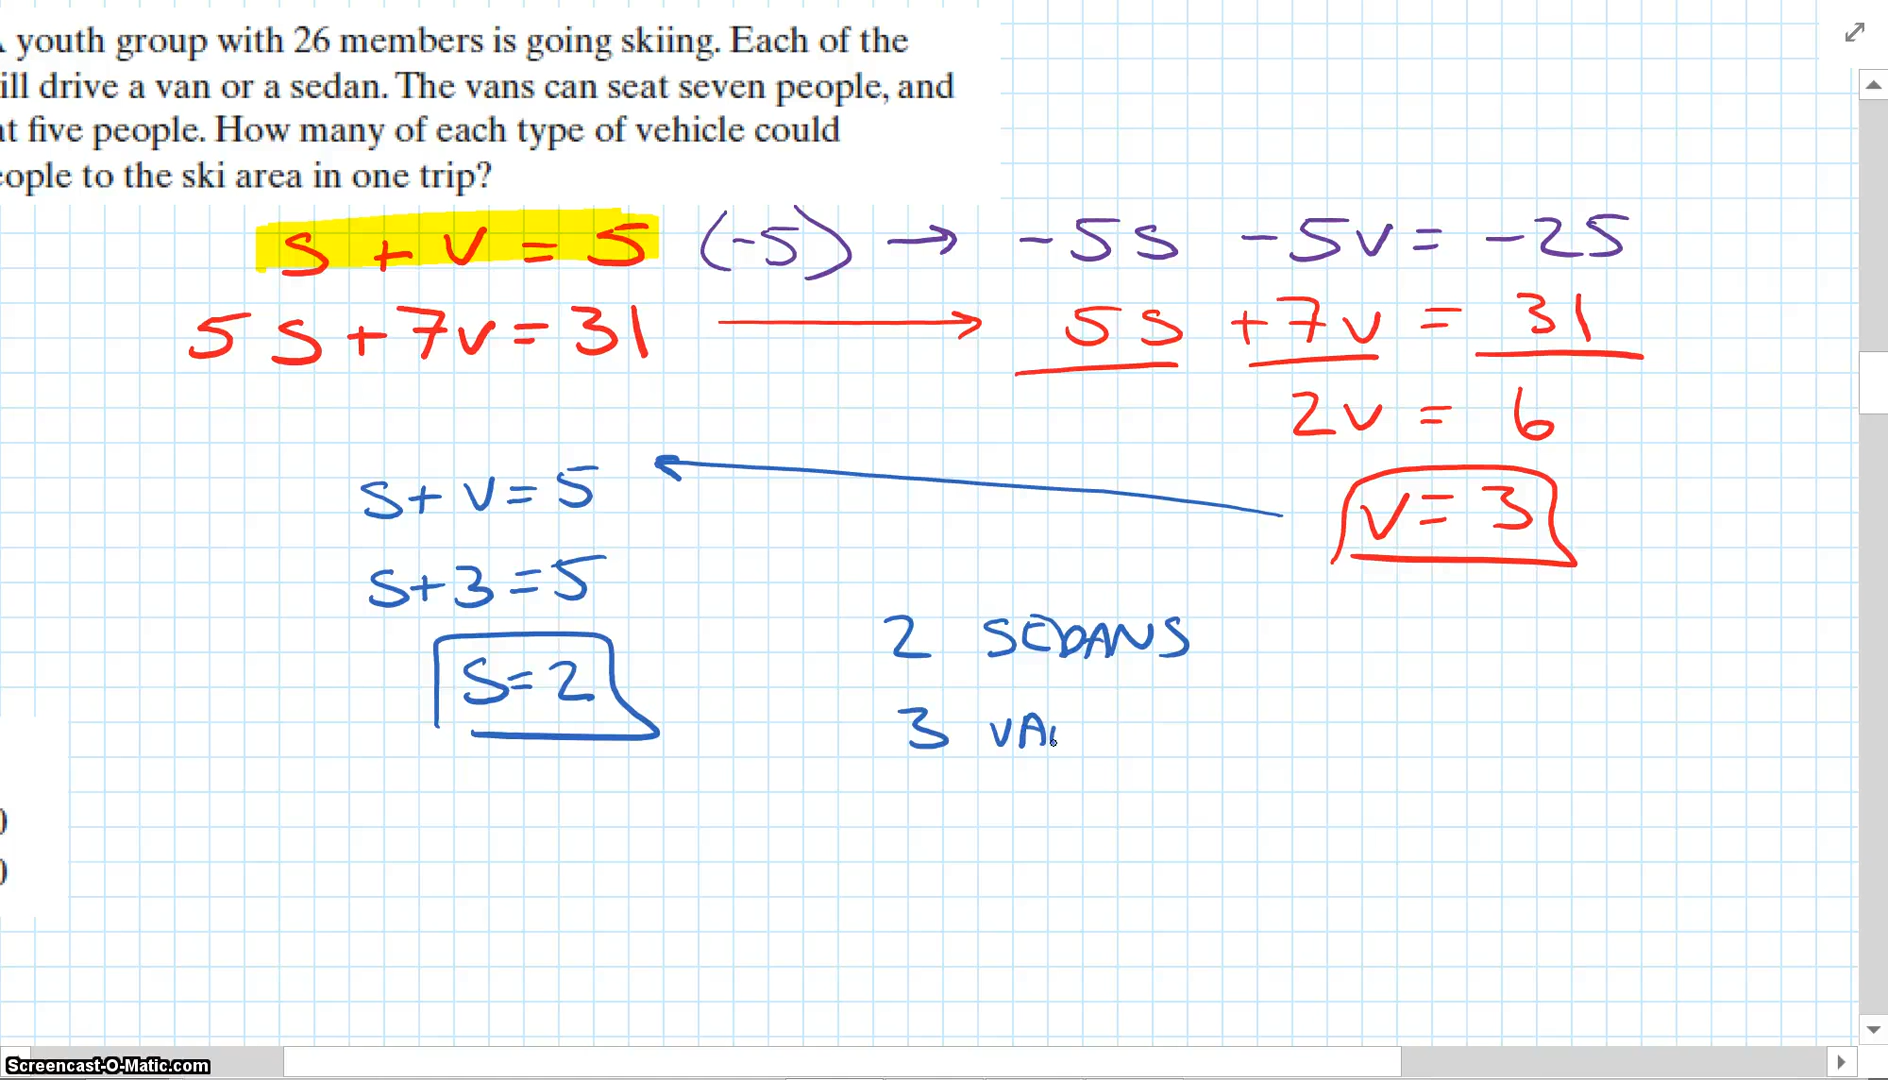 youth group with 26 members is going skiing. Each of the
ill drive a van or a sedan. The vans can seat seven people, and
at five people. How many of each type of vehicle could
eople to the ski area in one trip?
s + v = 5 (-5) → -5s -5v = -25
5s + 7v = 31 → 5s + 7v = 31
2v = 6
s + v = 5
v = 3
s + 3 = 5
2 SEDANS
s = 2
3 VA
)
)
Screencast-O-Matic.com